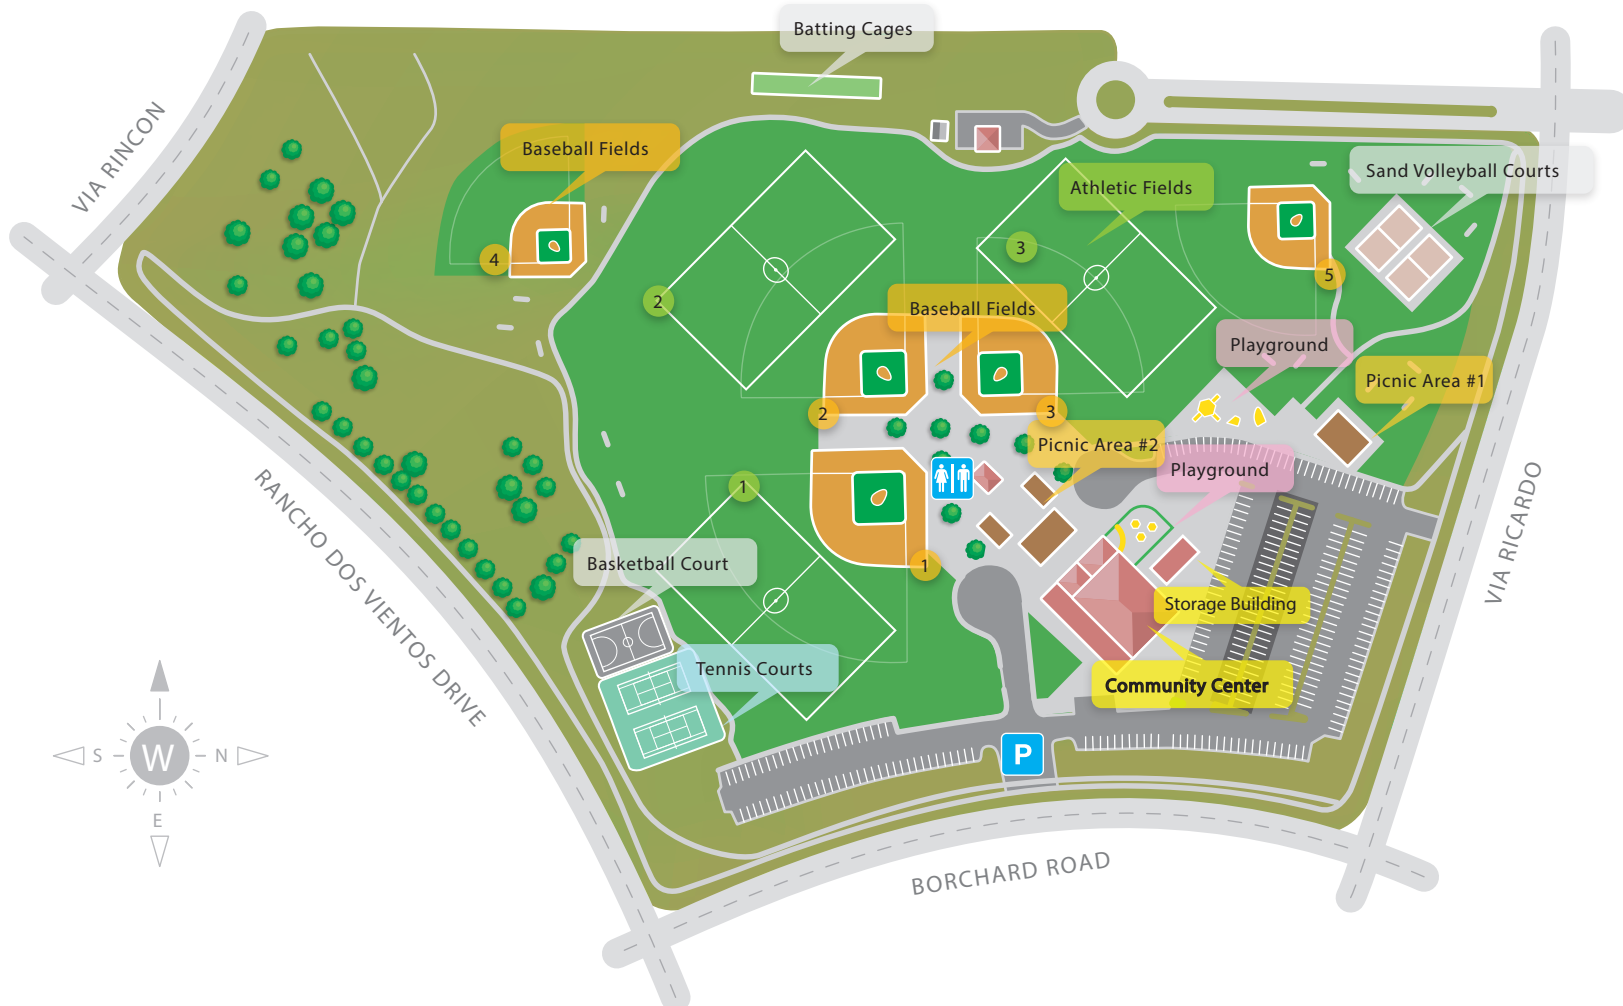 Batting Cages
VIA RINCON
Baseball Fields
Sand Volleyball Courts
Athletic Fields
3
4
5
2
Baseball Fields
Playground
Picnic Area #1
2
3
Picnic Area #2
Playground
1
RANCHO DOS VIENTOS DRIVE
VIA RICARDO
Basketball Court
1
Storage Building
Tennis Courts
Community Center
S
W
N
E
P
BORCHARD ROAD